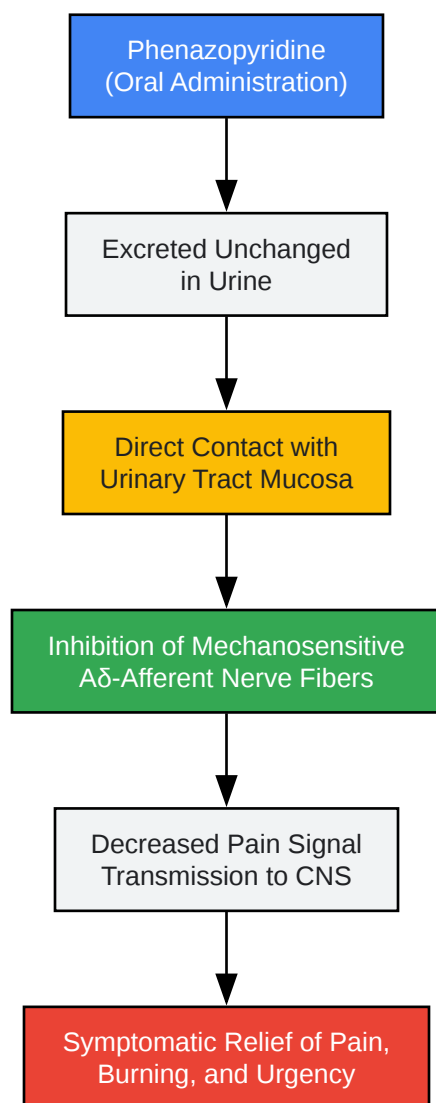 Phenazopyridine
(Oral Administration)
Excreted Unchanged
in Urine
Direct Contact with
Urinary Tract Mucosa
Inhibition of Mechanosensitive
Aδ-Afferent Nerve Fibers
Decreased Pain Signal
Transmission to CNS
Symptomatic Relief of Pain,
Burning, and Urgency